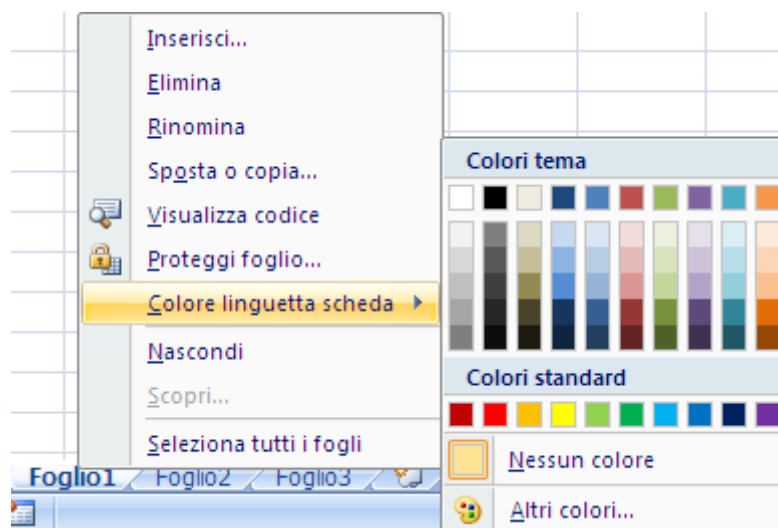 Inserisci...
Elimina
Rinomina
Sposta o copia...
Visualizza codice
Proteggi foglio...
Colore linguetta scheda
Nascondi
Scopri...
Seleziona tutti i fogli
Colori tema
Colori standard
Nessun colore
Altri colori...
Foglio1 Foglio2 Foglio3